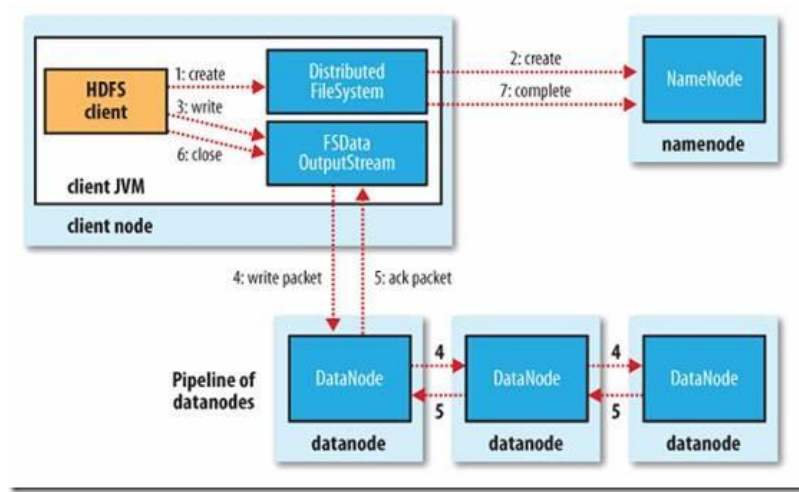 HDFS
client
1: create
3: write
6: close
Distributed
FileSystem
FSData
OutputStream
client JVM
client node
2: create
7: complete
NameNode
namenode
4: write packet
5: ack packet
Pipeline of
datanodes
DataNode
datanode
4
5
DataNode
datanode
4
5
DataNode
datanode